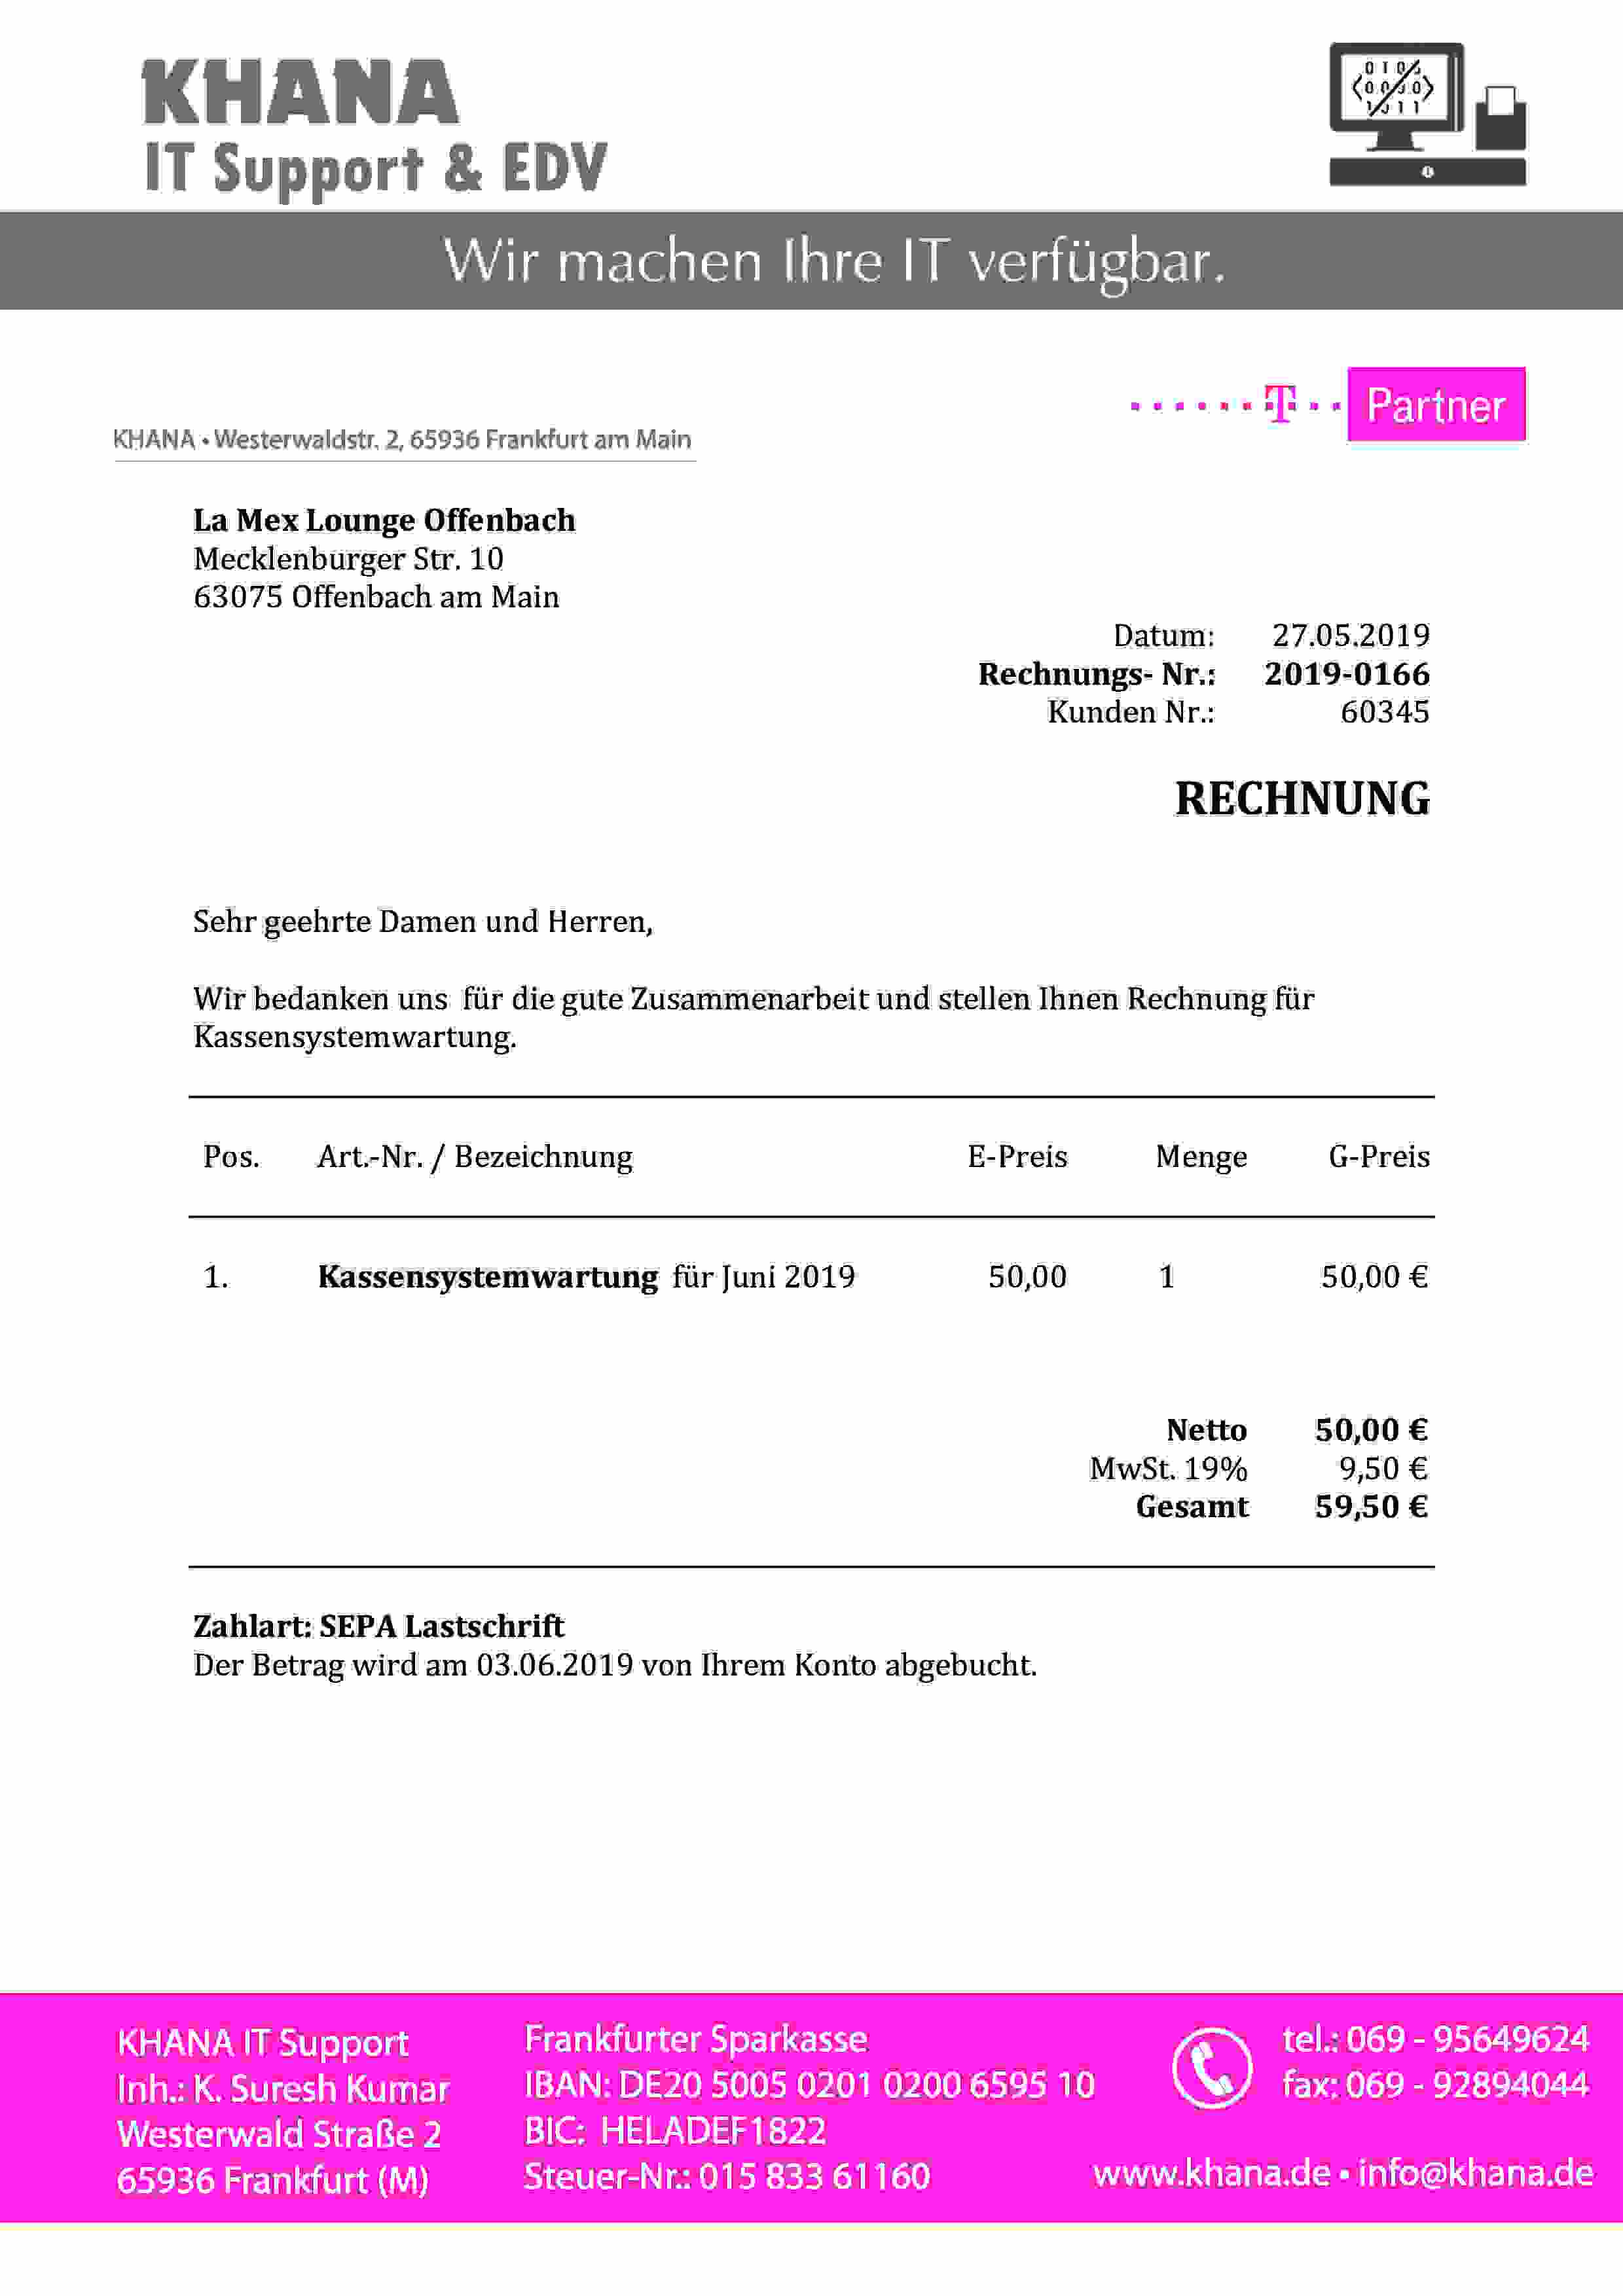 KHANA
IT Support & EDV
Wir machen Ihre IT verfügbar.
T Partner
KHANA • Westerwaldstr. 2, 65936 Frankfurt am Main
La Mex Lounge Offenbach
Mecklenburger Str. 10
63075 Offenbach am Main
Datum: 27.05.2019
Rechnungs- Nr.: 2019-0166
Kunden Nr.: 60345
RECHNUNG
Sehr geehrte Damen und Herren,
Wir bedanken uns für die gute Zusammenarbeit und stellen Ihnen Rechnung für
Kassensystemwartung.
Pos. Art.-Nr. / Bezeichnung E-Preis Menge G-Preis
1. Kassensystemwartung für Juni 2019 50,00 1 50,00 €
Netto 50,00 €
MwSt. 19% 9,50 €
Gesamt 59,50 €
Zahlart: SEPA Lastschrift
Der Betrag wird am 03.06.2019 von Ihrem Konto abgebucht.
KHANA IT Support
Inh.: K. Suresh Kumar
Westerwald Straße 2
65936 Frankfurt (M)
Frankfurter Sparkasse
IBAN: DE20 5005 0201 0200 6595 10
BIC: HELADEF1822
Steuer-Nr.: 015 833 61160
tel.: 069 - 95649624
fax: 069 - 92894044
www.khana.de • info@khana.de